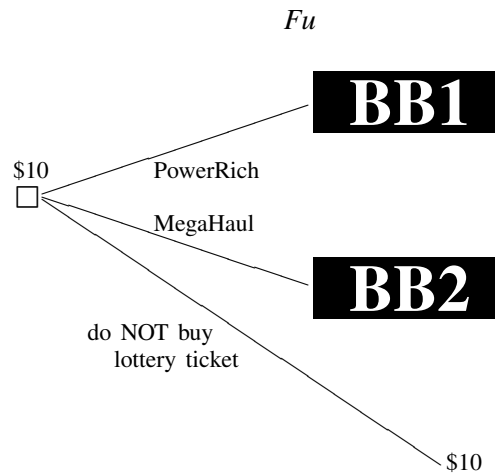 Fu
BB1
$10
PowerRich
MegaHaul
BB2
do NOT buy
lottery ticket
$10